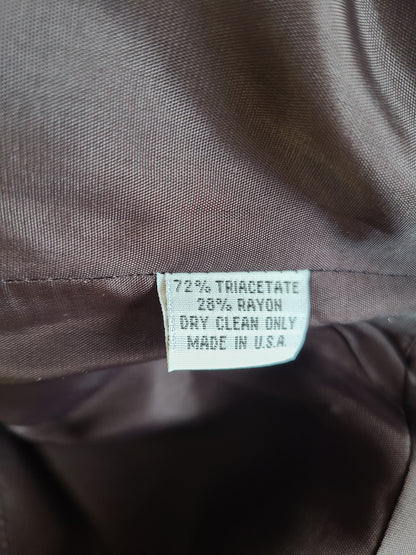 72% TRIACETATE
28% RAYON
DRY CLEAN ONLY
MADE IN U.S.A.